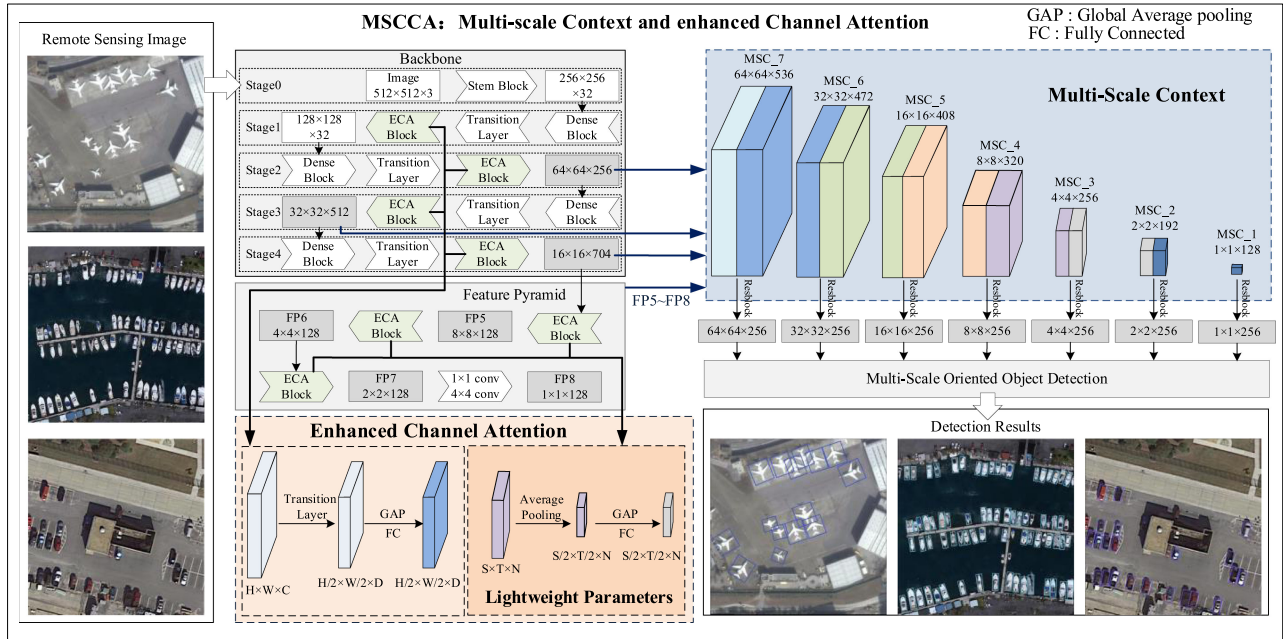 MSCCA: Multi-scale Context and enhanced Channel Attention
GAP : Global Average pooling
FC : Fully Connected
Remote Sensing Image
Backbone
Stage0
Image
512×512×3
Stem Block
256×256
×32
Stage1
128×128
×32
ECA
Block
Transition
Layer
Dense
Block
Stage2
Dense
Block
Transition
Layer
ECA
Block
64×64×256
Stage3
32×32×512
ECA
Block
Transition
Layer
Dense
Block
Stage4
Dense
Block
Transition
Layer
ECA
Block
16×16×704
Feature Pyramid
FP5~FP8
FP6
4×4×128
ECA
Block
FP5
8×8×128
ECA
Block
ECA
Block
FP7
2×2×128
1×1 conv
4×4 conv
FP8
1×1×128
Enhanced Channel Attention
Transition
Layer
GAP
FC
H×W×C
H/2×W/2×D
H/2×W/2×D
Average
Pooling
GAP
FC
S×T×N
S/2×T/2×N
S/2×T/2×N
Lightweight Parameters
Multi-Scale Context
MSC_7
64×64×536
MSC_6
32×32×472
MSC_5
16×16×408
MSC_4
8×8×320
MSC_3
4×4×256
MSC_2
2×2×192
MSC_1
1×1×128
Resblock
Resblock
Resblock
Resblock
Resblock
Resblock
Resblock
64×64×256
32×32×256
16×16×256
8×8×256
4×4×256
2×2×256
1×1×256
Multi-Scale Oriented Object Detection
Detection Results